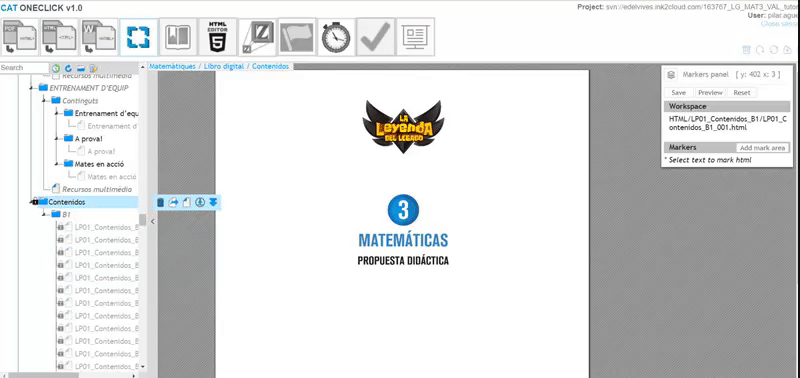 CAT ONECLICK v1.0
Project: svn://edelvives.ink2cloud.com/163767_LG_MAT3_VAL_tutor
User: pilar.ague
Close sessi
HTML
EDITOR
5
Search
Matemàtiques / Libro digital / Contenidos
Recursos multimèdia
ENTRENAMENT D'EQUIP
Continguts
Entrenament d'equ
Entrenament d
A prova!
A prova!
Mates en acció
Mates en acció
Recursos multimèdia
Contenidos
B1
LP01_Contenidos_B
LP01_Contenidos_B
LP01_Contenidos_B
LP01_Contenidos_B
LP01_Contenidos_B
LP01_Contenidos_B
LP01_Contenidos_B
LP01_Contenidos_B
LP01_Contenidos_B
LP01_Contenidos_B
LP01_Contenidos_B
LP01_Contenidos_B
LA
LEYENDA
DEL LEGADO
3
MATEMÁTICAS
PROPUESTA DIDÁCTICA
Markers panel [ y: 402 x: 3 ]
Save Preview Reset
Workspace
HTML/LP01_Contenidos_B1/LP01_C
ontenidos_B1_001.html
Markers Add mark area
* Select text to mark html